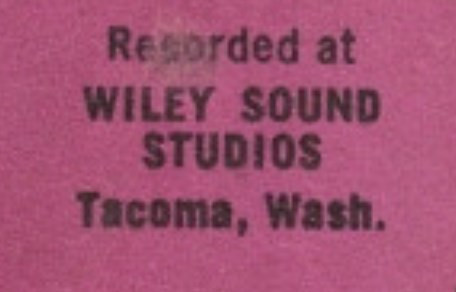 Recorded at
WILEY SOUND
STUDIOS
Tacoma, Wash.